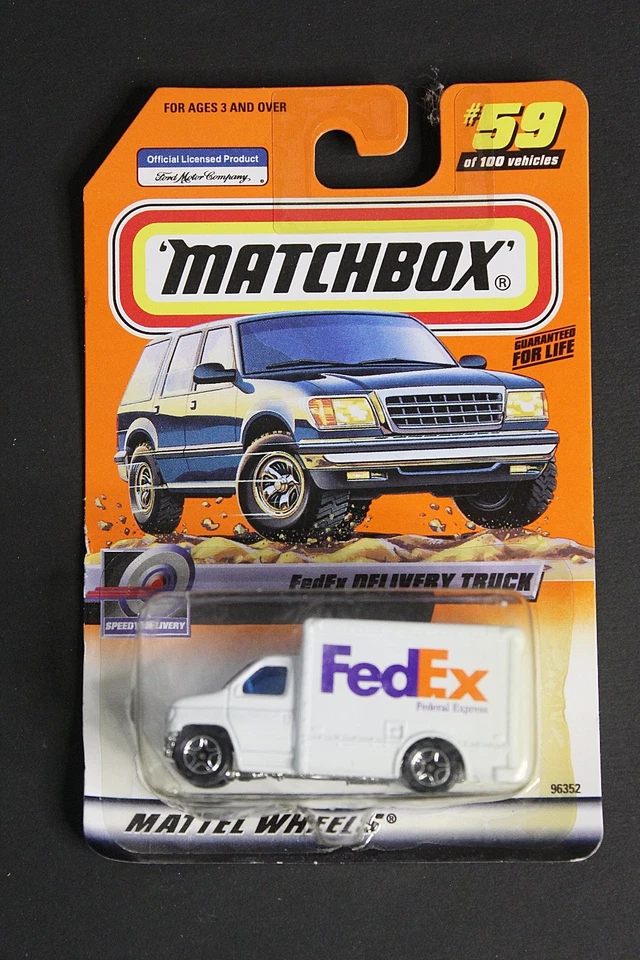 FOR AGES 3 AND OVER
#59
of 100 vehicles
Official Licensed Product
Ford Motor Company.
'MATCHBOX'®
GUARANTEED
FOR LIFE
FedEx DELIVERY TRUCK
SPEEDY DELIVERY
FedEx
Federal Express
96352
MATTEL WHEELS®